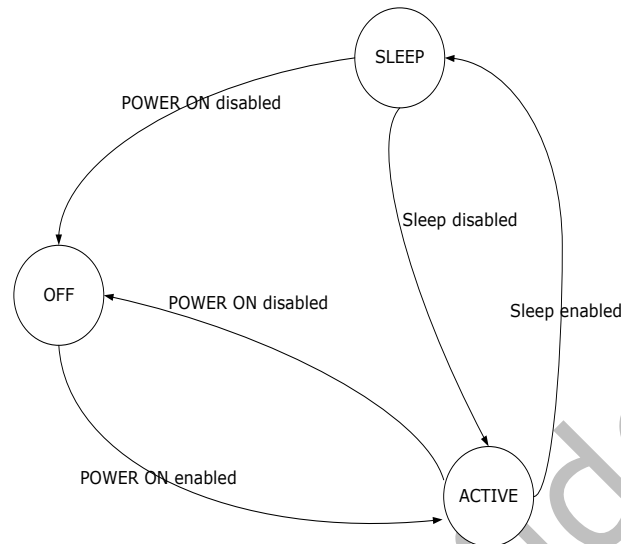 SLEEP
POWER ON disabled
Sleep disabled
OFF
POWER ON disabled
Sleep enabled
POWER ON enabled
ACTIVE